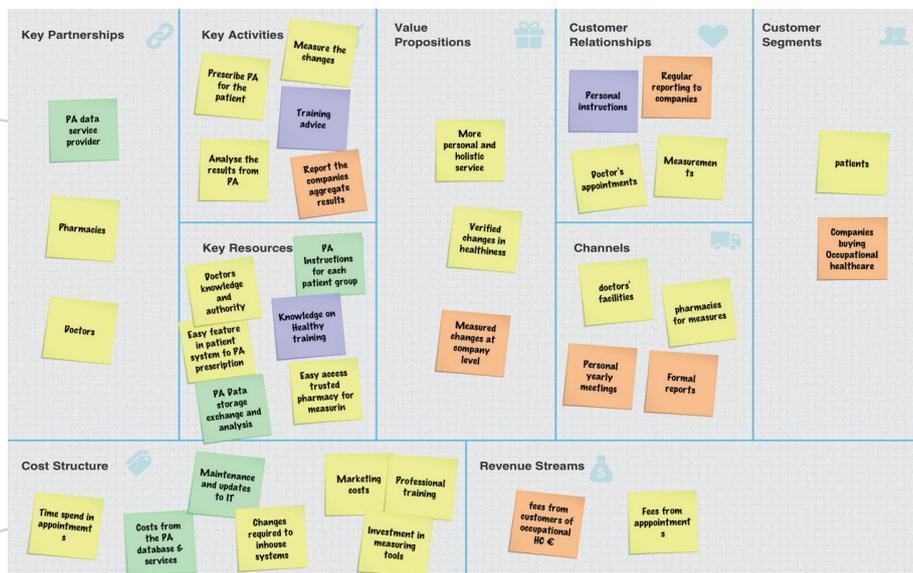 Key Partnerships
PA data
service
provider
Pharmacies
Doctors
Key Activities
Measure the
changes
Prescribe PA
for the
patient
Training
advice
Analyse the
results from
PA
Report the
companies
aggregate
results
Key Resources
PA
Instructions
for each
patient group
Doctors
knowledge
and
authority
Knowledge on
Healthy
training
Easy feature
in patient
system to PA
prescription
Easy access
trusted
pharmacy for
measurin
PA Data
storage
exchange and
analysis
Value
Propositions
More
personal and
holistic
service
Verified
changes in
healthiness
Measured
changes at
company
level
Customer
Relationships
Personal
instructions
Regular
reporting to
companies
Doctor's
appointments
Measuremen
ts
Channels
doctors'
facilities
pharmacies
for measures
Personal
yearly
meetings
Formal
reports
Customer
Segments
patients
Companies
buying
Occupational
healthcare
Cost Structure
Time spend in
appointment
s
Costs from
the PA
database &
services
Maintenance
and updates
to IT
Changes
required to
inhouse
systems
Marketing
costs
Professional
training
Investment in
measuring
tools
Revenue Streams
fees from
customers of
occupational
HC €
Fees from
apppointment
s